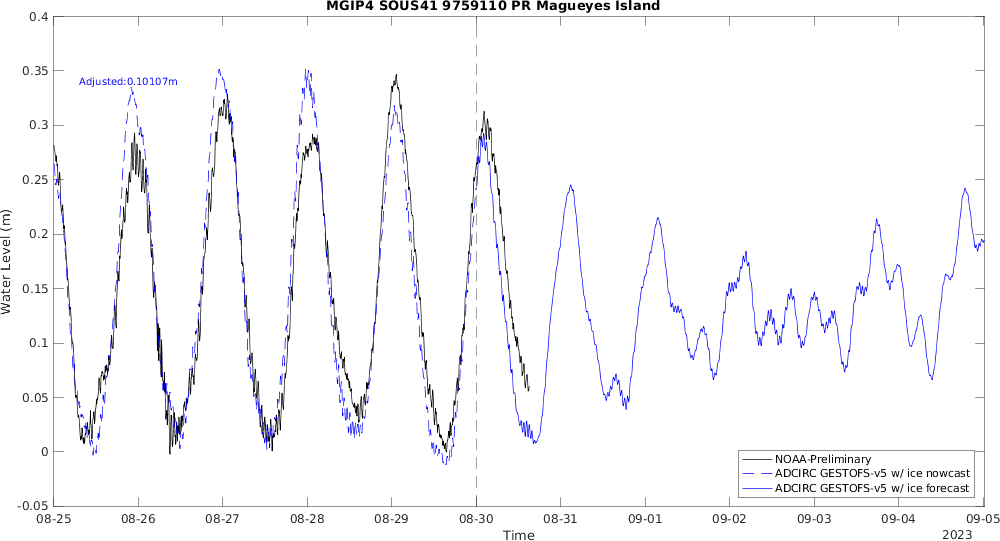 MGIP4 SOUS41 9759110 PR Magueyes Island
0.4
0.35
0.3
0.25
0.2
0.15
0.1
0.05
0
-0.05
Water Level (m)
Adjusted:0.10107m
NOAA-Preliminary
ADCIRC GESTOFS-v5 w/ ice nowcast
ADCIRC GESTOFS-v5 w/ ice forecast
08-25 08-26 08-27 08-28 08-29 08-30 08-31 09-01 09-02 09-03 09-04 09-05
Time
2023